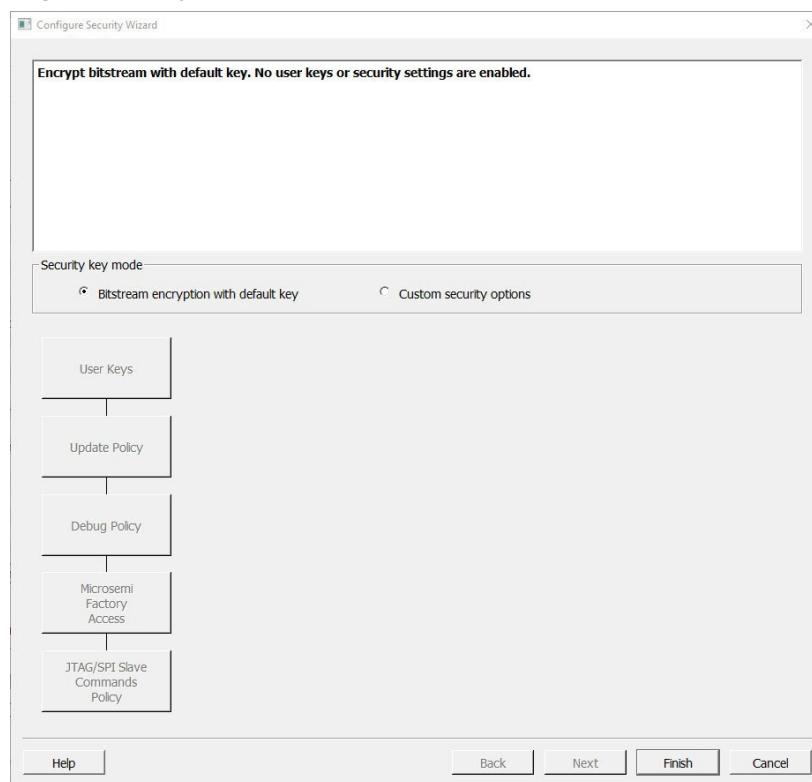 Configure Security Wizard
Encrypt bitstream with default key. No user keys or security settings are enabled.
Security key mode
Bitstream encryption with default key
Custom security options
User Keys
Update Policy
Debug Policy
Microsemi
Factory
Access
JTAG/SPI Slave
Commands
Policy
Help
Back
Next
Finish
Cancel